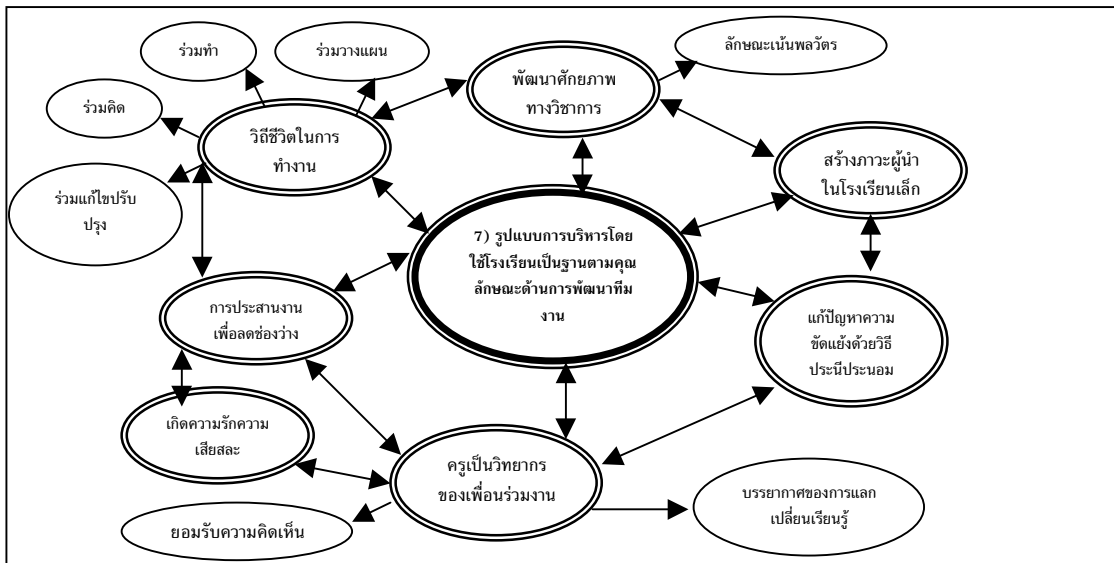 ร่วมทำ
ร่วมวางแผน
ลักษณะเน้นพลวัตร
พัฒนาศักยภาพ
ทางวิชาการ
ร่วมคิด
วิถีชีวิตในการ
ทำงาน
สร้างภาวะผู้นำ
ในโรงเรียนเล็ก
ร่วมแก้ไขปรับ
ปรุง
7) รูปแบบการบริหารโดย
ใช้โรงเรียนเป็นฐานตามคุณ
ลักษณะด้านการพัฒนาทีม
งาน
การประสานงาน
เพื่อลดช่องว่าง
แก้ปัญหาความ
ขัดแย้งด้วยวิธี
ประนีประนอม
เกิดความรักความ
เสียสละ
ครูเป็นวิทยากร
ของเพื่อนร่วมงาน
บรรยากาศของการแลก
เปลี่ยนเรียนรู้
ยอมรับความคิดเห็น